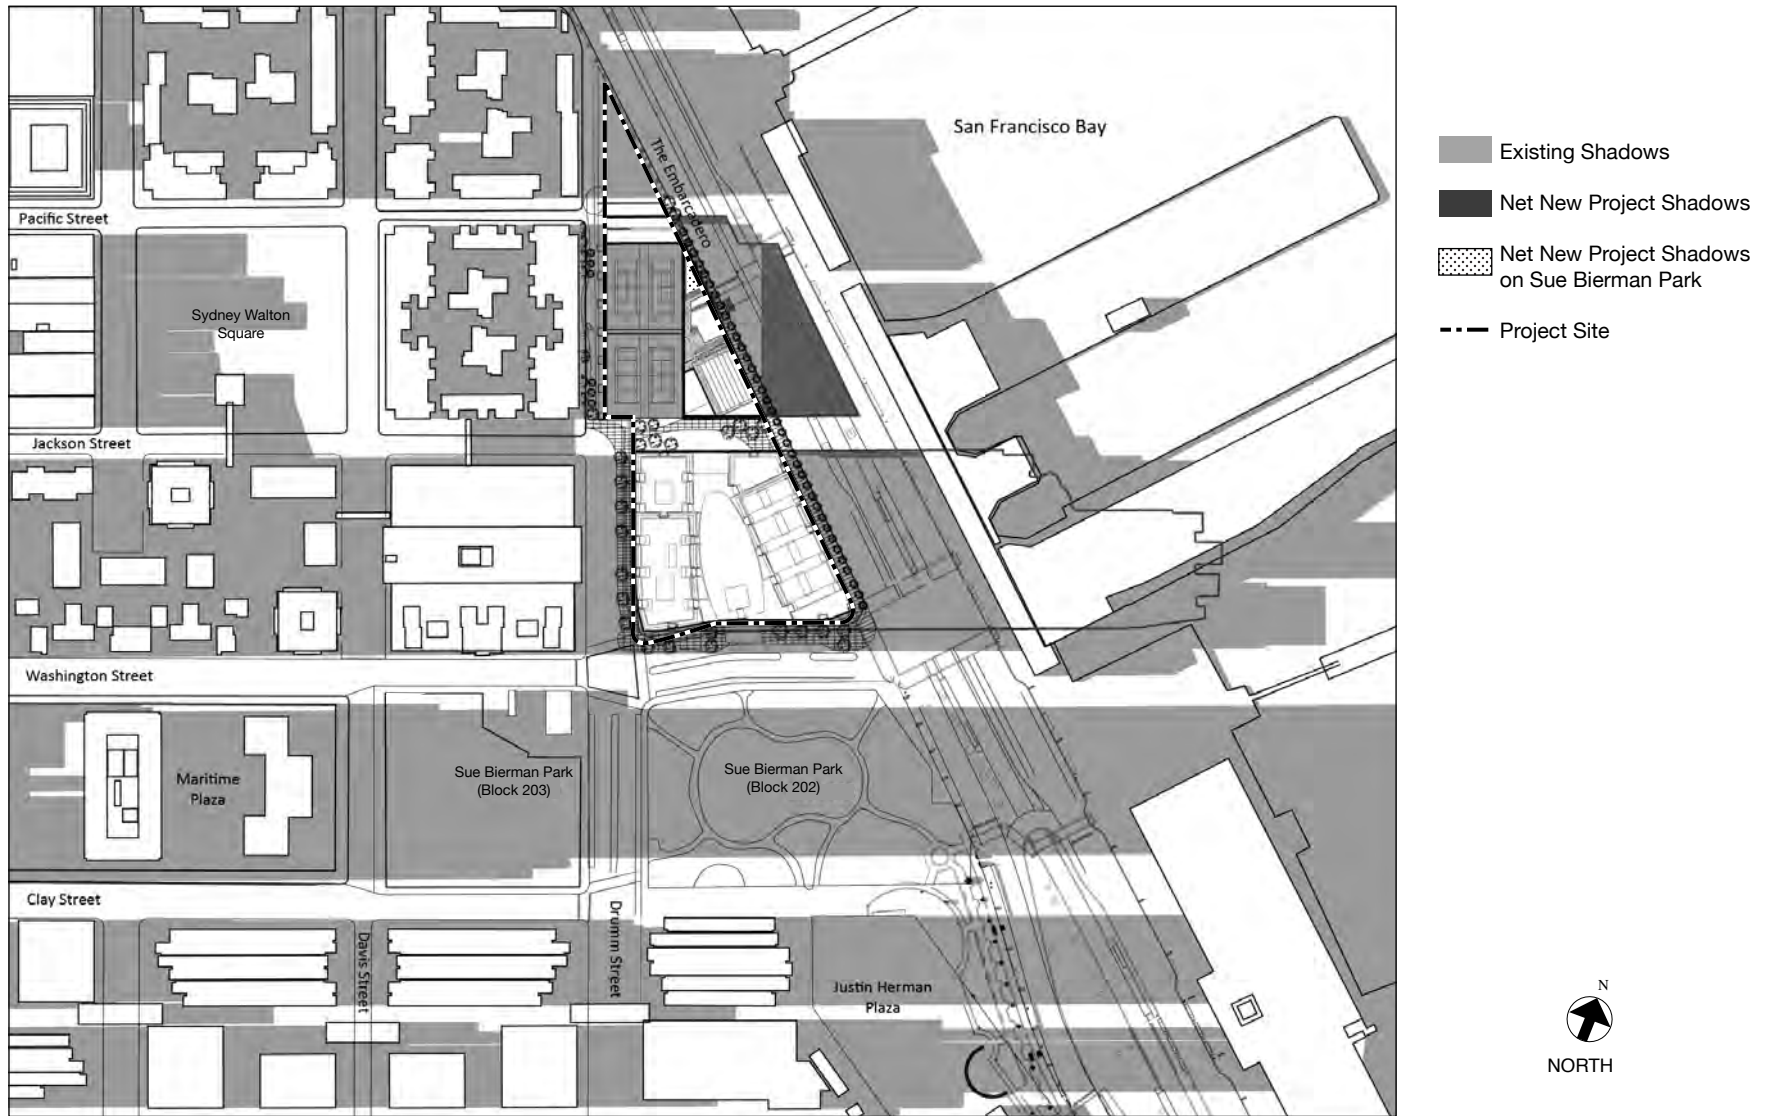 San Francisco Bay
The Embarcadero
Pacific Street
Sydney Walton
Square
Jackson Street
Washington Street
Maritime
Plaza
Sue Bierman Park
(Block 203)
Sue Bierman Park
(Block 202)
Clay Street
Davis Street
Drumm Street
Justin Herman
Plaza
Existing Shadows
Net New Project Shadows
Net New Project Shadows
on Sue Bierman Park
Project Site
N
NORTH